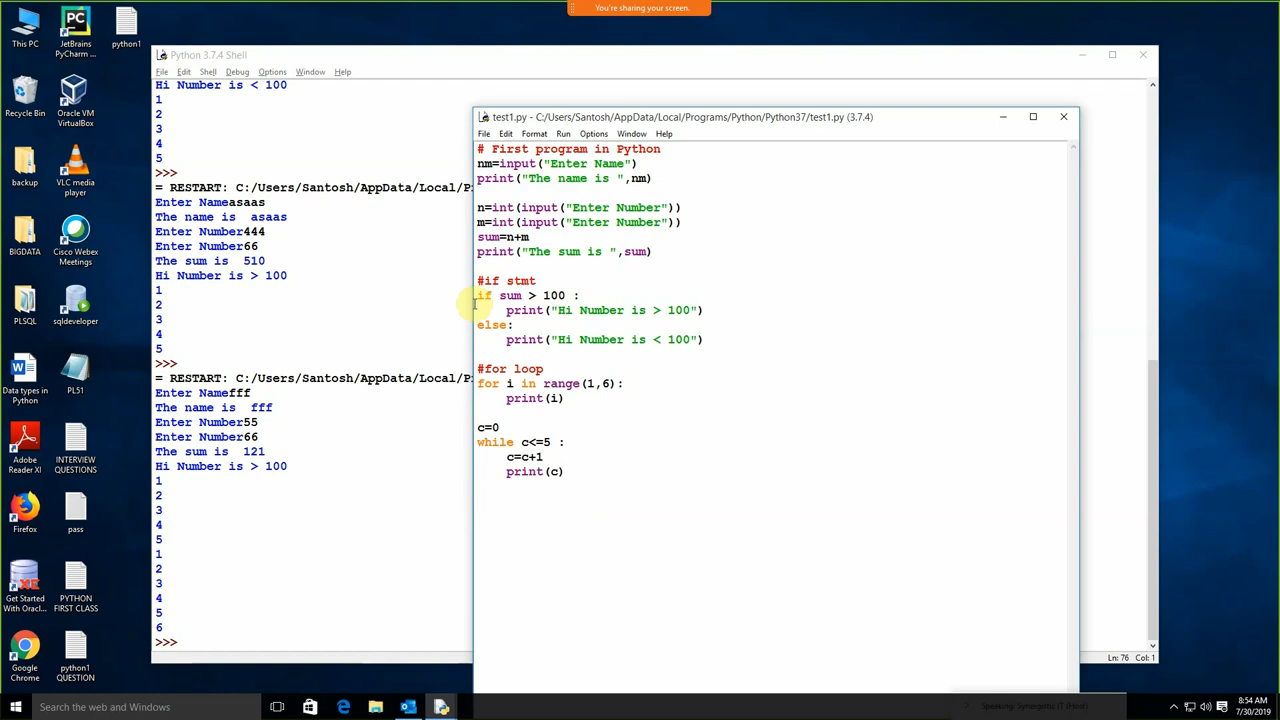 You're sharing your screen.
This PC
JetBrains
PyCharm ...
python1
Recycle Bin
Oracle VM
VirtualBox
backup
VLC media
player
BIGDATA
Cisco Webex
Meetings
PLSQL
sqldeveloper
Data types in
Python
PL51
Adobe
Reader XI
INTERVIEW
QUESTIONS
Firefox
pass
Get Started
With Oracl...
PYTHON
FIRST CLASS
Google
Chrome
python1
QUESTION
Python 3.7.4 Shell
File Edit Shell Debug Options Window Help
Hi Number is < 100
1
2
3
4
5
>>>
= RESTART: C:/Users/Santosh/AppData/Local/P
Enter Nameasaas
The name is  asaas
Enter Number444
Enter Number66
The sum is  510
Hi Number is > 100
1
2
3
4
5
>>>
= RESTART: C:/Users/Santosh/AppData/Local/P
Enter Namefff
The name is  fff
Enter Number55
Enter Number66
The sum is  121
Hi Number is > 100
1
2
3
4
5
1
2
3
4
5
6
>>>
Ln: 76 Col: 1
test1.py - C:/Users/Santosh/AppData/Local/Programs/Python/Python37/test1.py (3.7.4)
File Edit Format Run Options Window Help
# First program in Python
nm=input("Enter Name")
print("The name is ",nm)
n=int(input("Enter Number"))
m=int(input("Enter Number"))
sum=n+m
print("The sum is ",sum)
#if stmt
if sum > 100 :
    print("Hi Number is > 100")
else:
    print("Hi Number is < 100")
#for loop
for i in range(1,6):
    print(i)
c=0
while c<=5 :
    c=c+1
    print(c)
Search the web and Windows
Speaking: Synergetic IT (Host)
8:54 AM
7/30/2019